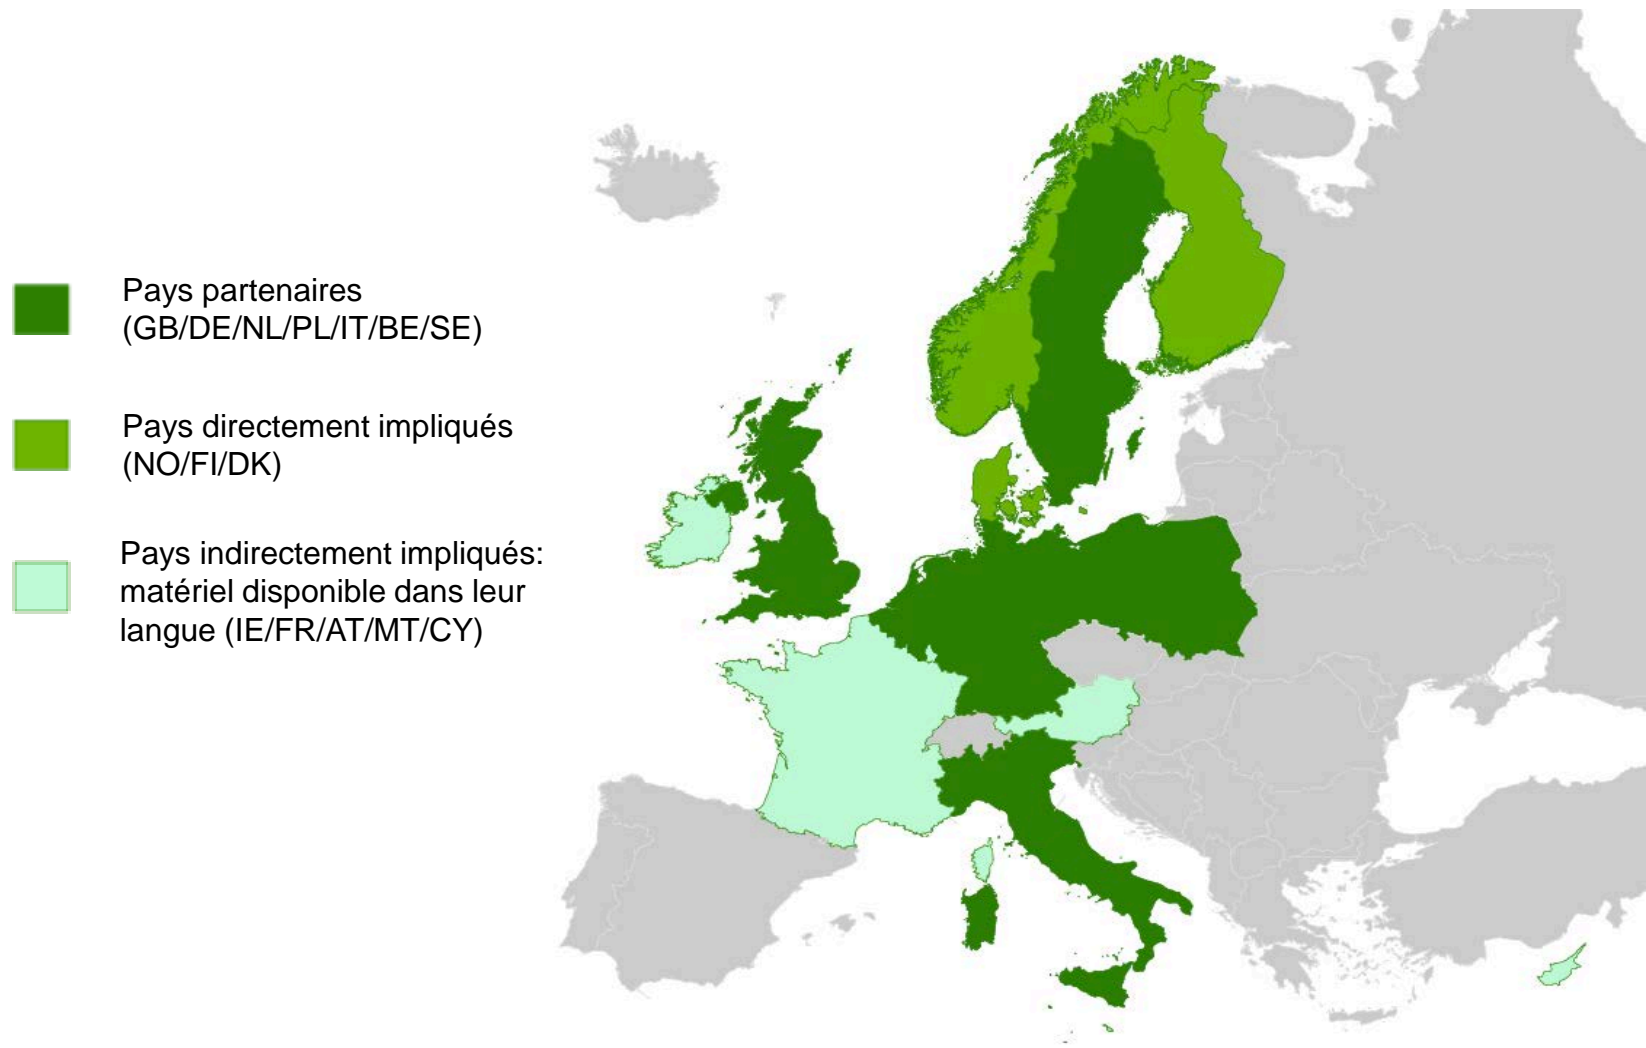 Pays partenaires
(GB/DE/NL/PL/IT/BE/SE)
Pays directement impliqués
(NO/FI/DK)
Pays indirectement impliqués:
matériel disponible dans leur
langue (IE/FR/AT/MT/CY)